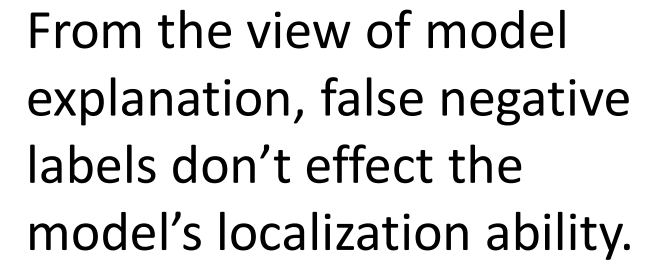 From the view of model
explanation, false negative
labels don’t effect the
model’s localization ability.